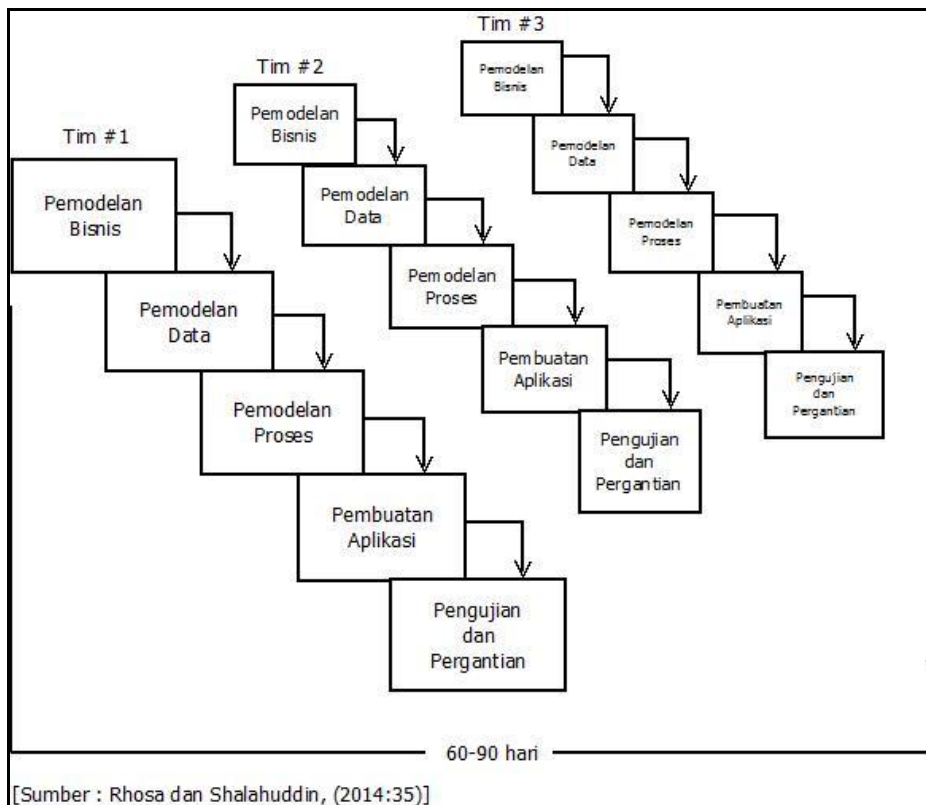 Tim #1
Pemodelan
Bisnis
Pemodelan
Data
Pemodelan
Proses
Pembuatan
Aplikasi
Pengujian
dan
Pergantian
Tim #2
Pemodelan
Bisnis
Pemodelan
Data
Pemodelan
Proses
Pembuatan
Aplikasi
Pengujian
dan
Pergantian
Tim #3
Pemodelan
Bisnis
Pemodelan
Data
Pemodelan
Proses
Pembuatan
Aplikasi
Pengujian
dan
Pergantian
60-90 hari
[Sumber : Rhosa dan Shalahuddin, (2014:35)]